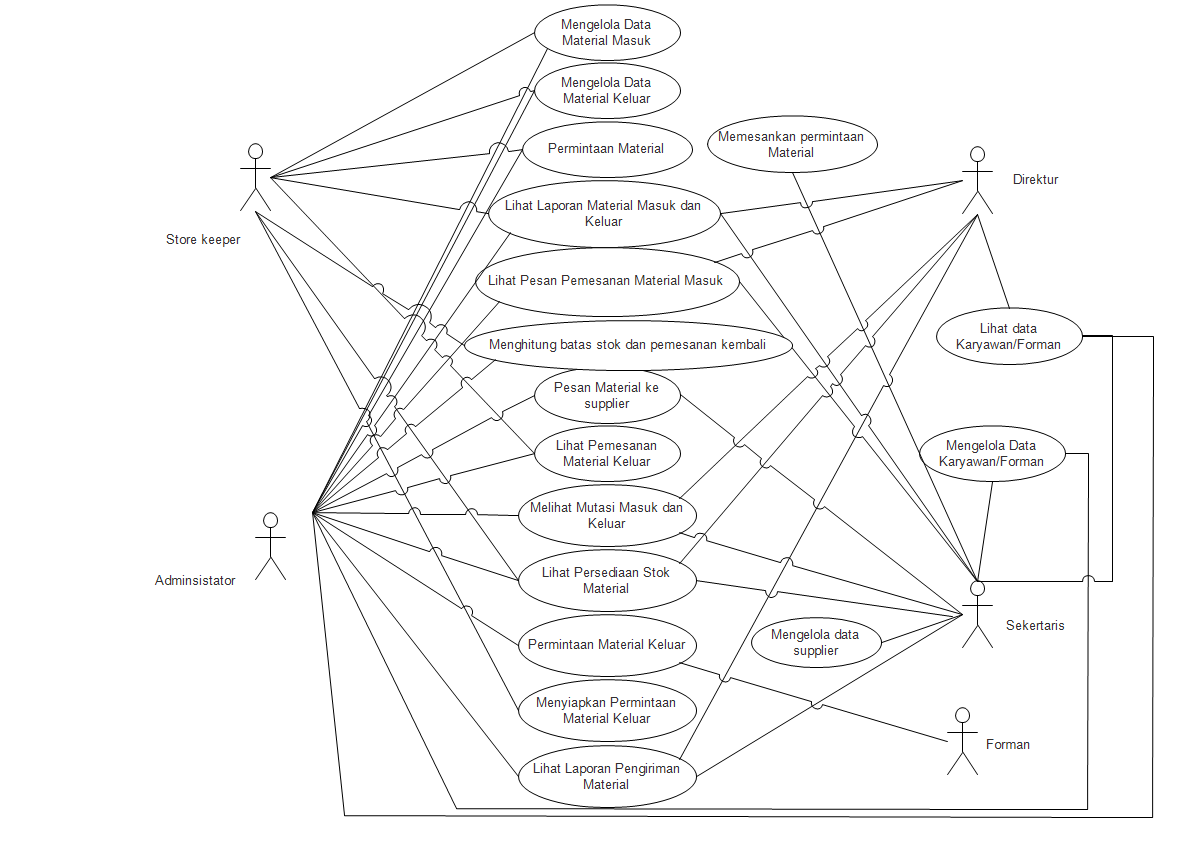 Mengelola Data
Material Masuk
Mengelola Data
Material Keluar
Permintaan Material
Memesankan permintaan
Material
Direktur
Store keeper
Lihat Laporan Material Masuk dan
Keluar
Lihat Pesan Pemesanan Material Masuk
Menghitung batas stok dan pemesanan kembali
Lihat data
Karyawan/Forman
Pesan Material ke
supplier
Lihat Pemesanan
Material Keluar
Mengelola Data
Karyawan/Forman
Melihat Mutasi Masuk dan
Keluar
Adminsistator
Lihat Persediaan Stok
Material
Permintaan Material Keluar
Mengelola data
supplier
Sekertaris
Menyiapkan Permintaan
Material Keluar
Forman
Lihat Laporan Pengiriman
Material